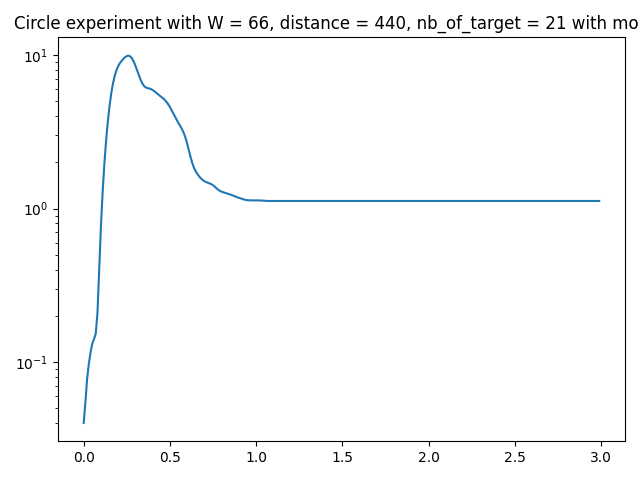 Circle experiment with W = 66, distance = 440, nb_of_target = 21 with mo
10¹
10⁰
10⁻¹
0.0 0.5 1.0 1.5 2.0 2.5 3.0